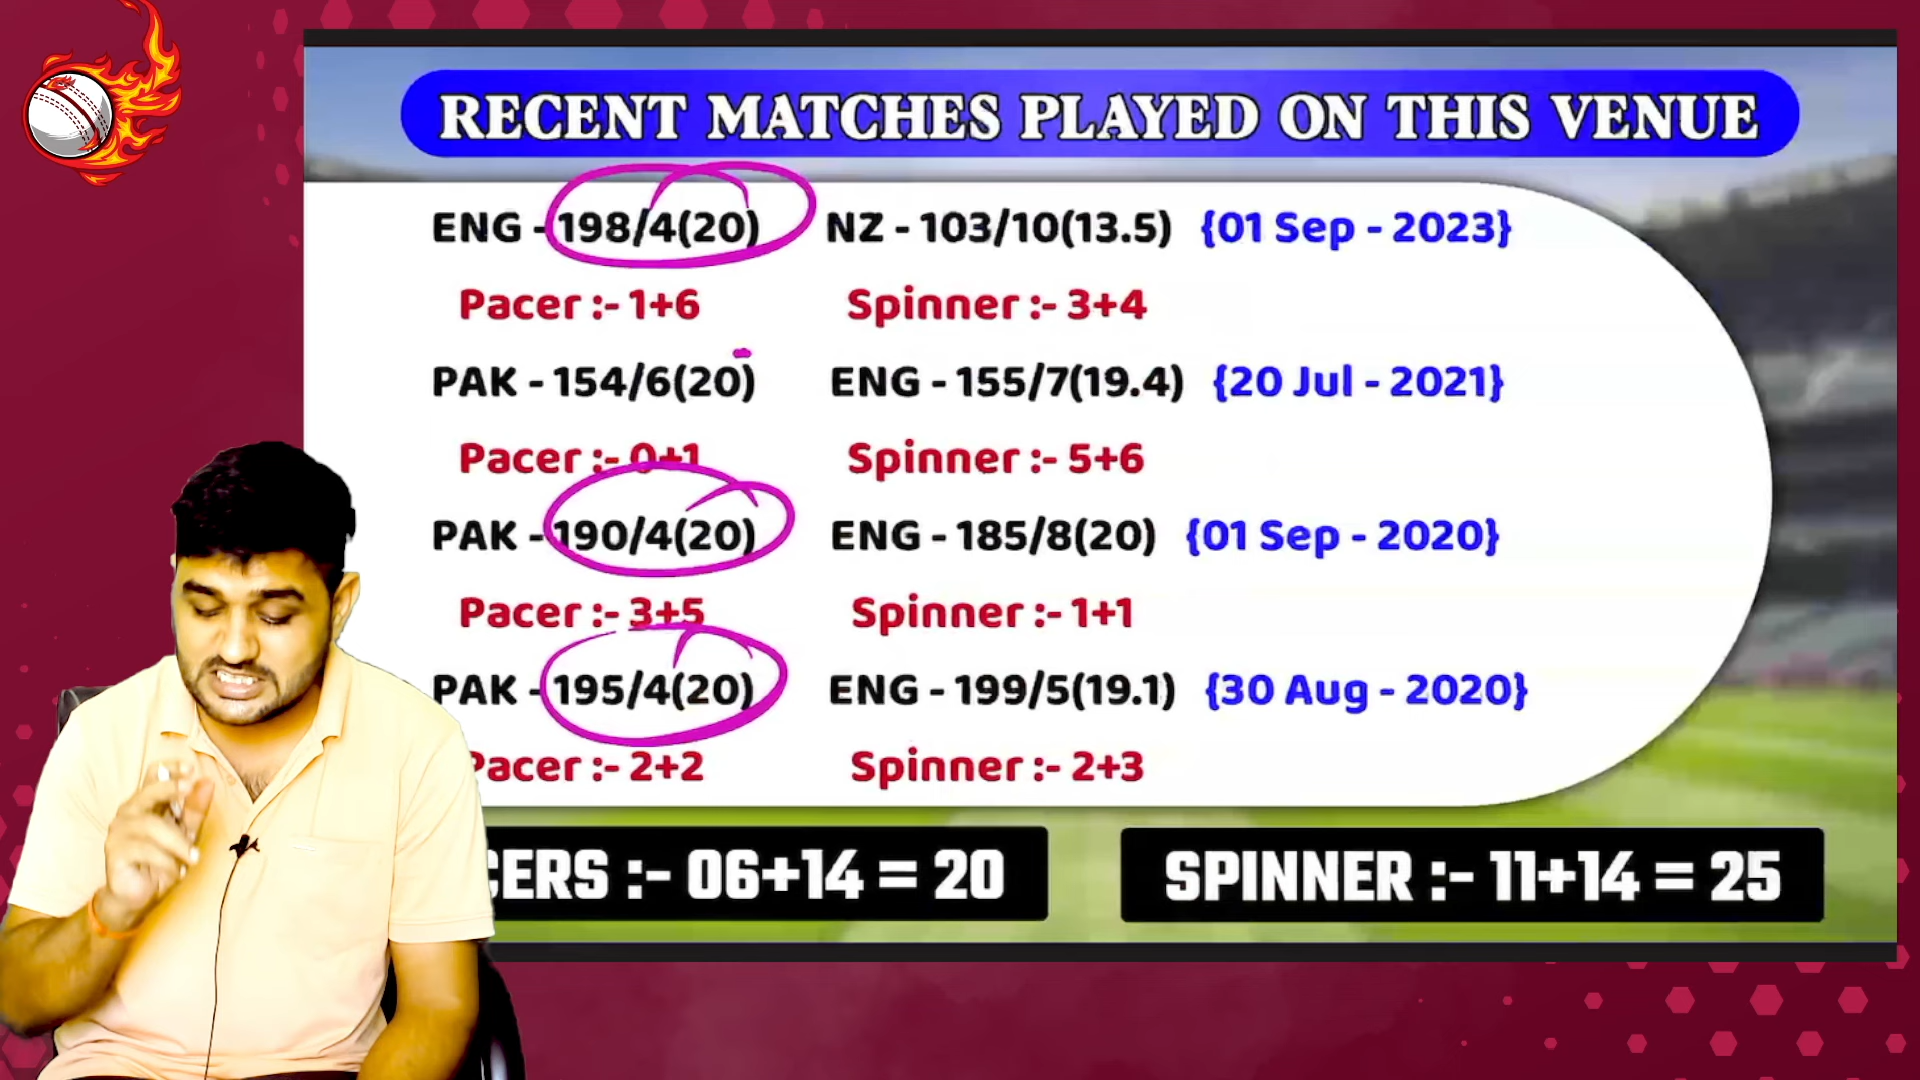 RECENT MATCHES PLAYED ON THIS VENUE
ENG - 198/4(20) NZ - 103/10(13.5) {01 Sep - 2023}
Pacer :- 1+6 Spinner :- 3+4
PAK - 154/6(20) ENG - 155/7(19.4) {20 Jul - 2021}
Pacer :- 0+1 Spinner :- 5+6
PAK - 190/4(20) ENG - 185/8(20) {01 Sep - 2020}
Pacer :- 3+5 Spinner :- 1+1
PAK - 195/4(20) ENG - 199/5(19.1) {30 Aug - 2020}
Pacer :- 2+2 Spinner :- 2+3
CERS :- 06+14 = 20 SPINNER :- 11+14 = 25